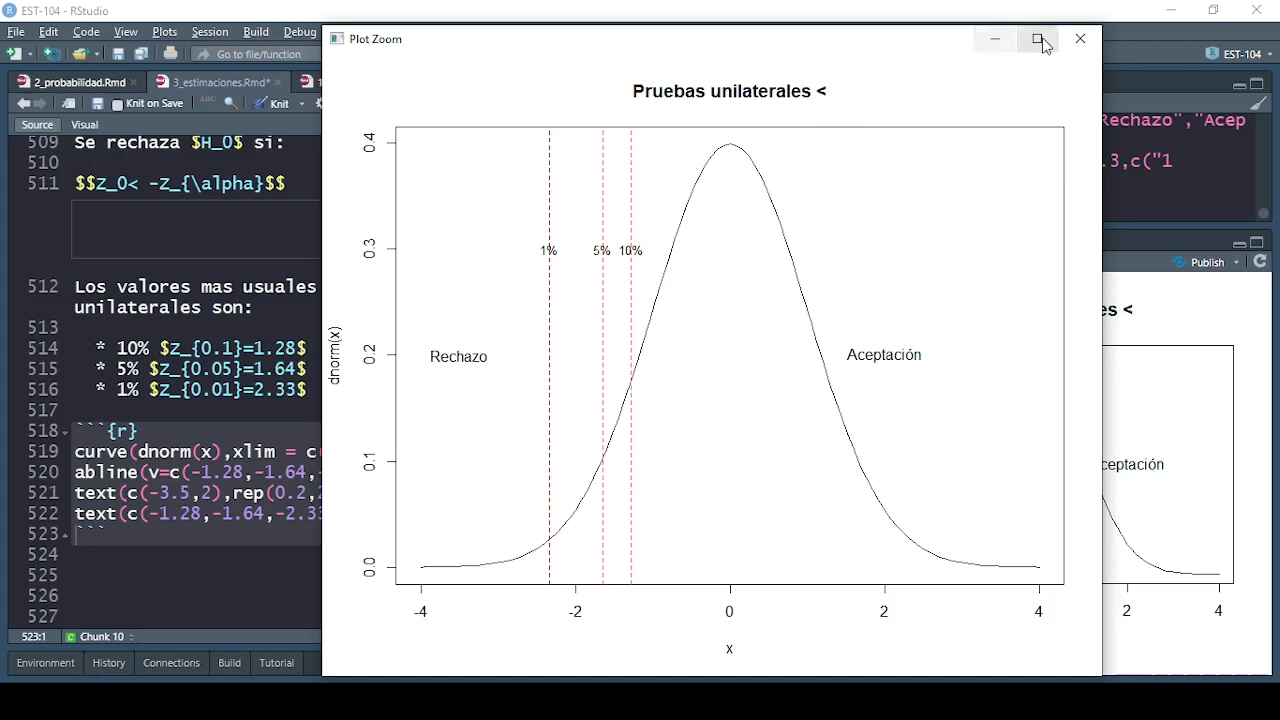 EST-104 - RStudio
File Edit Code View Plots Session Build Debug
Go to file/function
EST-104
2_probabilidad.Rmd
3_estimaciones.Rmd*
Knit on Save
ABC
Knit
Source Visual
509 Se rechaza $H_0$ si:
510
511 $$z_0< -z_{\alpha}$$
512 Los valores mas usuales
unilaterales son:
513
514 * 10% $z_{0.1}=1.28$
515 * 5% $z_{0.05}=1.64$
516 * 1% $z_{0.01}=2.33$
517
518 ```{r}
519 curve(dnorm(x),xlim = c
520 abline(v=c(-1.28,-1.64,
521 text(c(-3.5,2),rep(0.2,
522 text(c(-1.28,-1.64,-2.33
523 ```
524
525
526
527
523:1 Chunk 10
Environment History Connections Build Tutorial
Plot Zoom
Pruebas unilaterales <
0.4
0.3
0.2
0.1
0.0
dnorm(x)
1% 5% 10%
Rechazo
Aceptación
-4 -2 0 2 4
x
Rechazo","Acep
.3,c("1
Publish
es <
ceptación
2 4